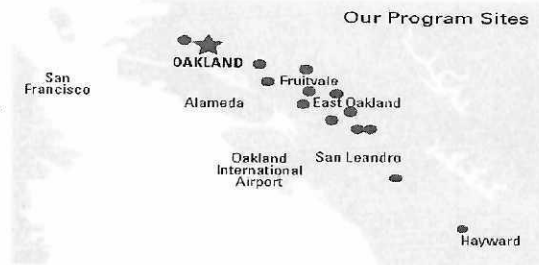 Our Program Sites
OAKLAND
San
Francisco
Fruitvale
Alameda
East Oakland
Oakland
International
Airport
San Leandro
Hayward